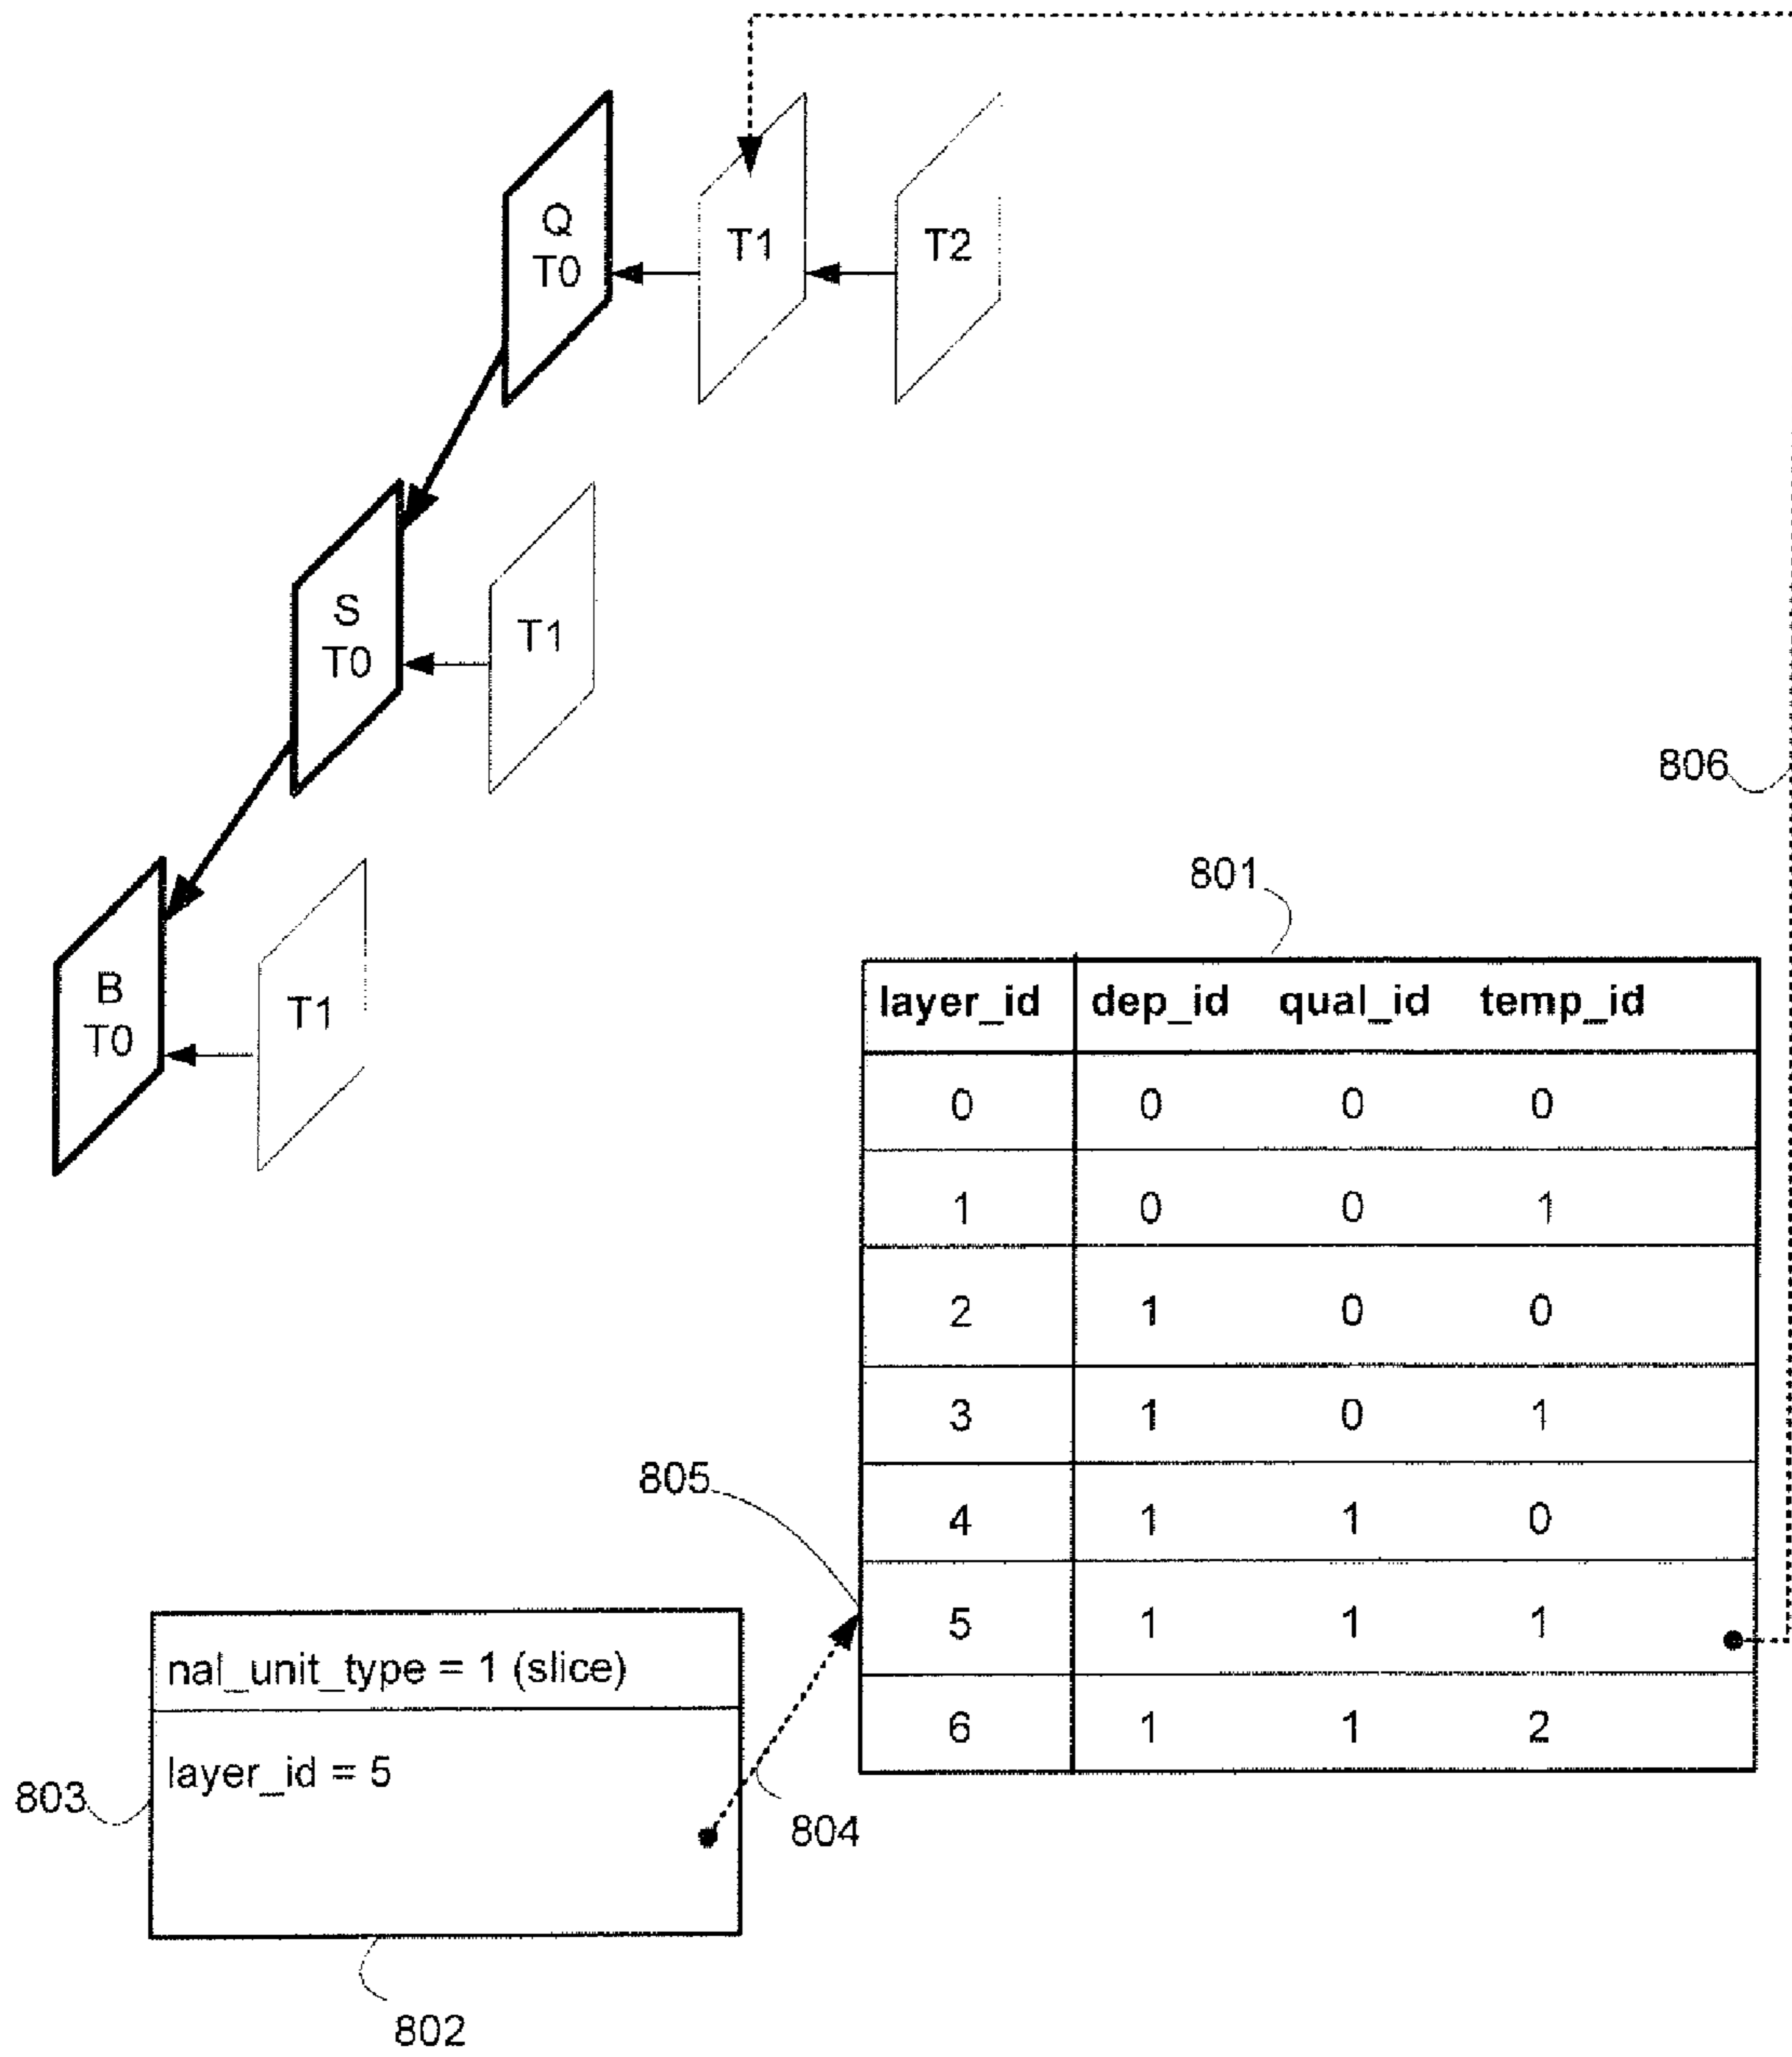 Q
T0
T1
T2
S
T0
T1
806
801
B
T0
T1
layer_id dep_id qual_id temp_id
0 0 0 0
1 0 0 1
2 1 0 0
3 1 0 1
805
4 1 1 0
5 1 1 1
6 1 1 2
nal_unit_type = 1 (slice)
layer_id = 5
803
804
802